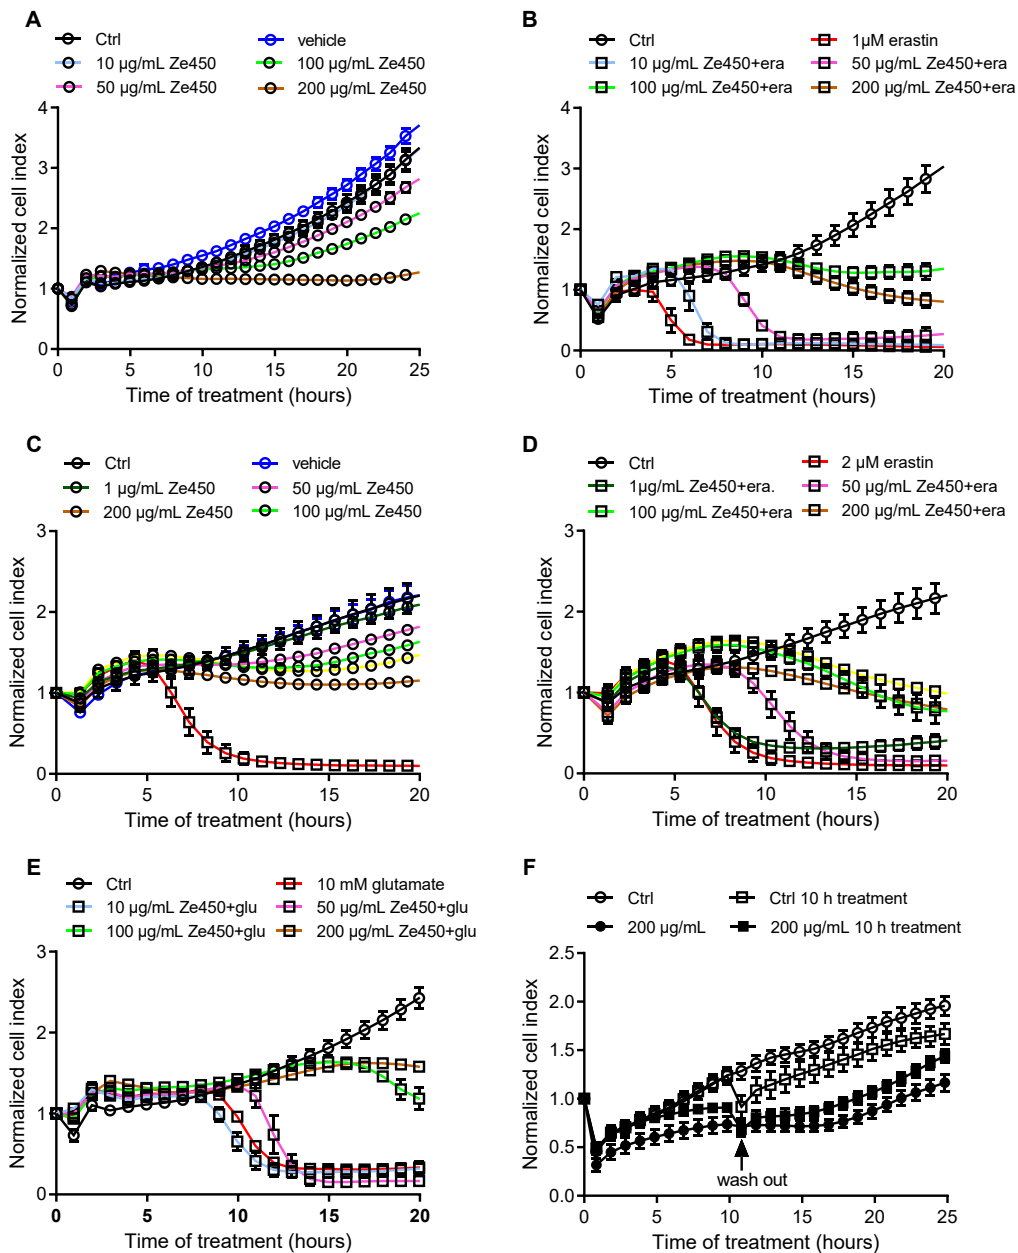 A
Ctrl
vehicle
10 µg/mL Ze450
100 µg/mL Ze450
50 µg/mL Ze450
200 µg/mL Ze450
Normalized cell index
4
3
2
1
0
0 5 10 15 20 25
Time of treatment (hours)
B
Ctrl
1µM erastin
10 µg/mL Ze450+era
50 µg/mL Ze450+era
100 µg/mL Ze450+era
200 µg/mL Ze450+era
Normalized cell index
4
3
2
1
0
0 5 10 15 20
Time of treatment (hours)
C
Ctrl
vehicle
1 µg/mL Ze450
50 µg/mL Ze450
200 µg/mL Ze450
100 µg/mL Ze450
Normalized cell index
3
2
1
0
0 5 10 15 20
Time of treatment (hours)
D
Ctrl
2 µM erastin
1µg/mL Ze450+era.
50 µg/mL Ze450+era
100 µg/mL Ze450+era
200 µg/mL Ze450+era
Normalized cell index
3
2
1
0
0 5 10 15 20
Time of treatment (hours)
E
Ctrl
10 mM glutamate
10 µg/mL Ze450+glu
50 µg/mL Ze450+glu
100 µg/mL Ze450+glu
200 µg/mL Ze450+glu
Normalized cell index
3
2
1
0
0 5 10 15 20
Time of treatment (hours)
F
Ctrl
Ctrl 10 h treatment
200 µg/mL
200 µg/mL 10 h treatment
Normalized cell index
2.5
2.0
1.5
1.0
0.5
0.0
wash out
0 5 10 15 20 25
Time of treatment (hours)